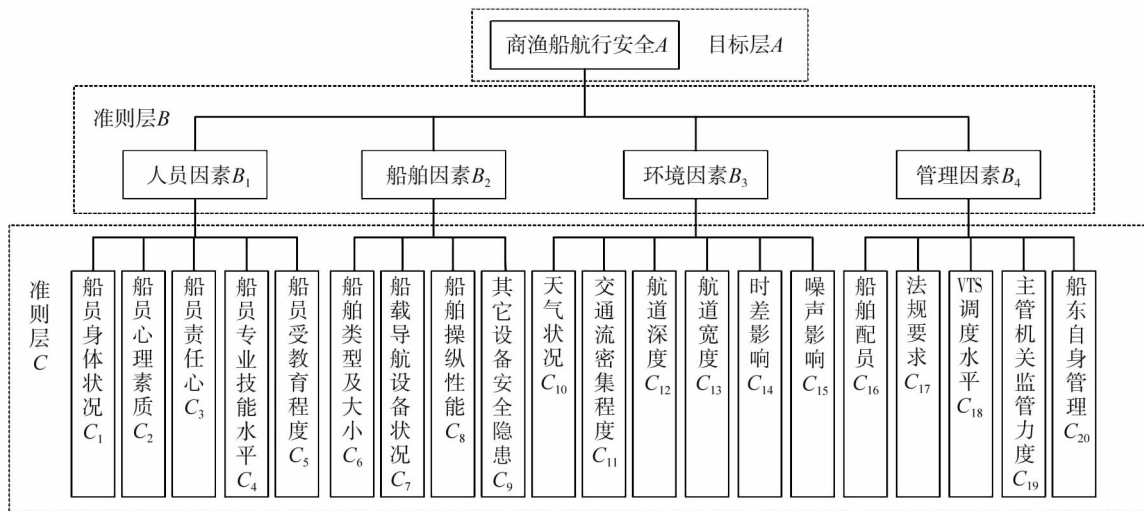 商渔船航行安全A
目标层A
准则层B
人员因素B₁
船舶因素B₂
环境因素B₃
管理因素B₄
准则层C
船员身体状况C₁
船员心理素质C₂
船员责任心C₃
船员专业技能水平C₄
船员受教育程度C₅
船舶类型及大小C₆
船载导航设备状况C₇
船舶操纵性能C₈
其它设备安全隐患C₉
天气状况C₁₀
交通流密集程度C₁₁
航道深度C₁₂
航道宽度C₁₃
时差影响C₁₄
噪声影响C₁₅
船舶配员C₁₆
法规要求C₁₇
VTS调度水平C₁₈
主管机关监管力度C₁₉
船东自身管理C₂₀